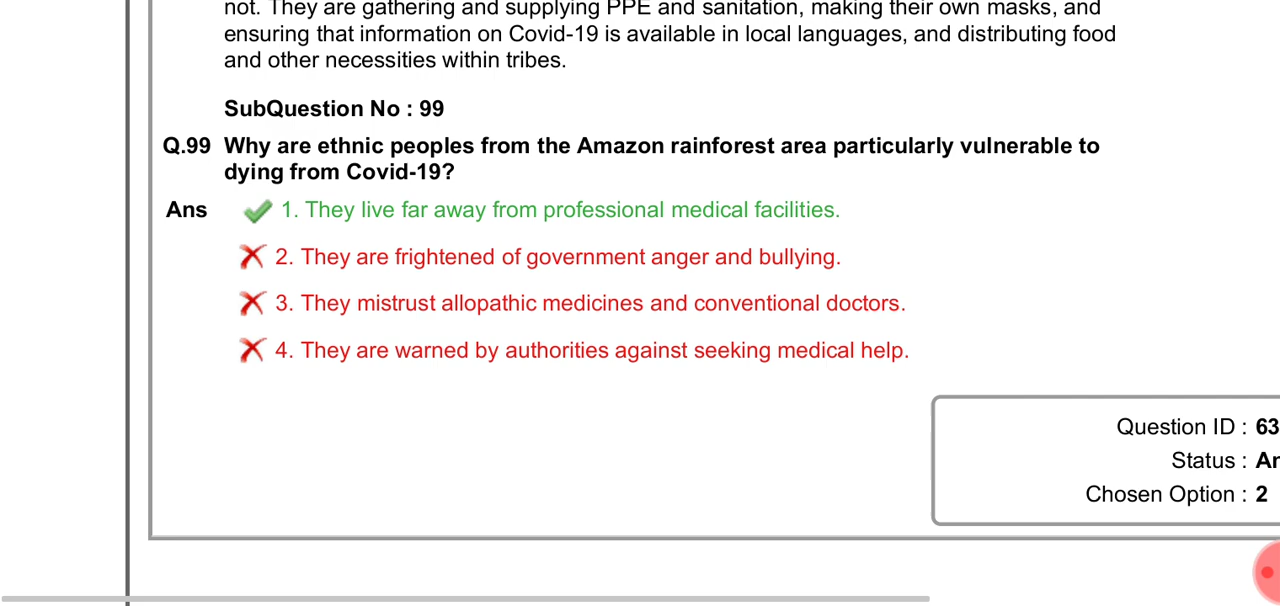 not. They are gathering and supplying PPE and sanitation, making their own masks, and
ensuring that information on Covid-19 is available in local languages, and distributing food
and other necessities within tribes.
SubQuestion No : 99
Q.99 Why are ethnic peoples from the Amazon rainforest area particularly vulnerable to
dying from Covid-19?
Ans 1. They live far away from professional medical facilities.
2. They are frightened of government anger and bullying.
3. They mistrust allopathic medicines and conventional doctors.
4. They are warned by authorities against seeking medical help.
Question ID : 63
Status :
Chosen Option : 2